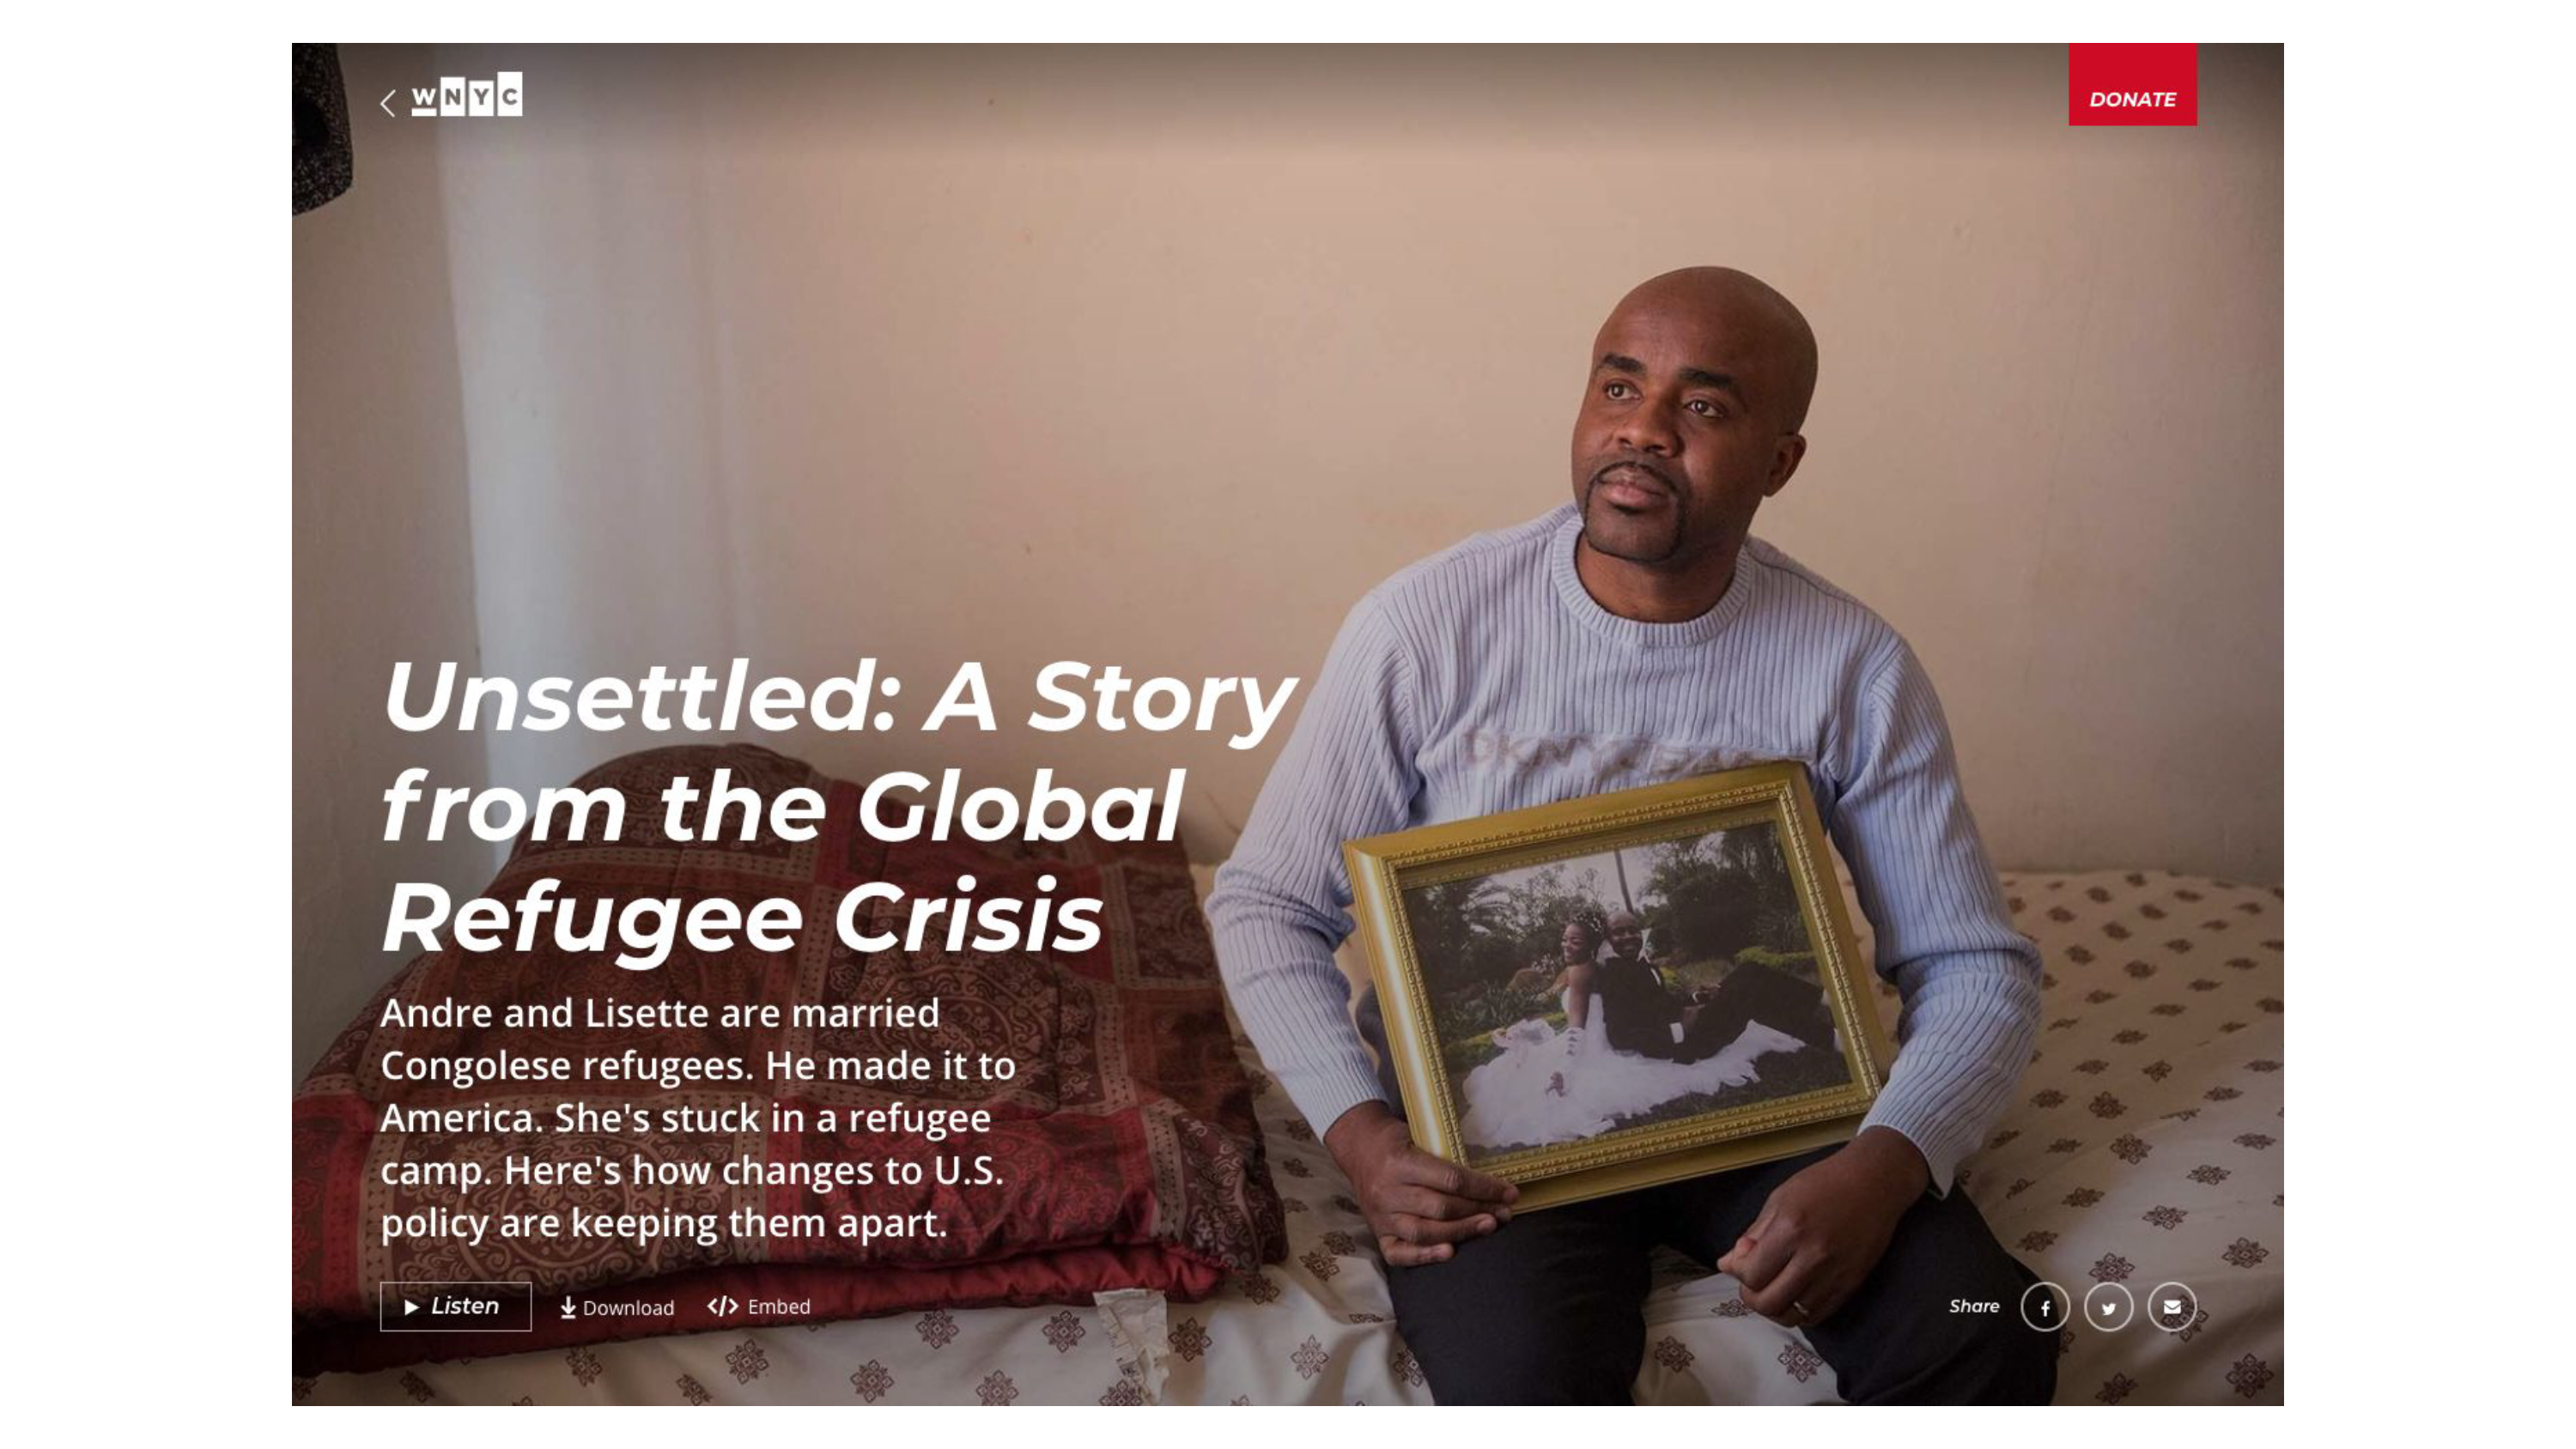 WNYC
DONATE
Unsettled: A Story
from the Global
Refugee Crisis
Andre and Lisette are married
Congolese refugees. He made it to
America. She's stuck in a refugee
camp. Here's how changes to U.S.
policy are keeping them apart.
Listen
Download
</> Embed
Share
DKNY